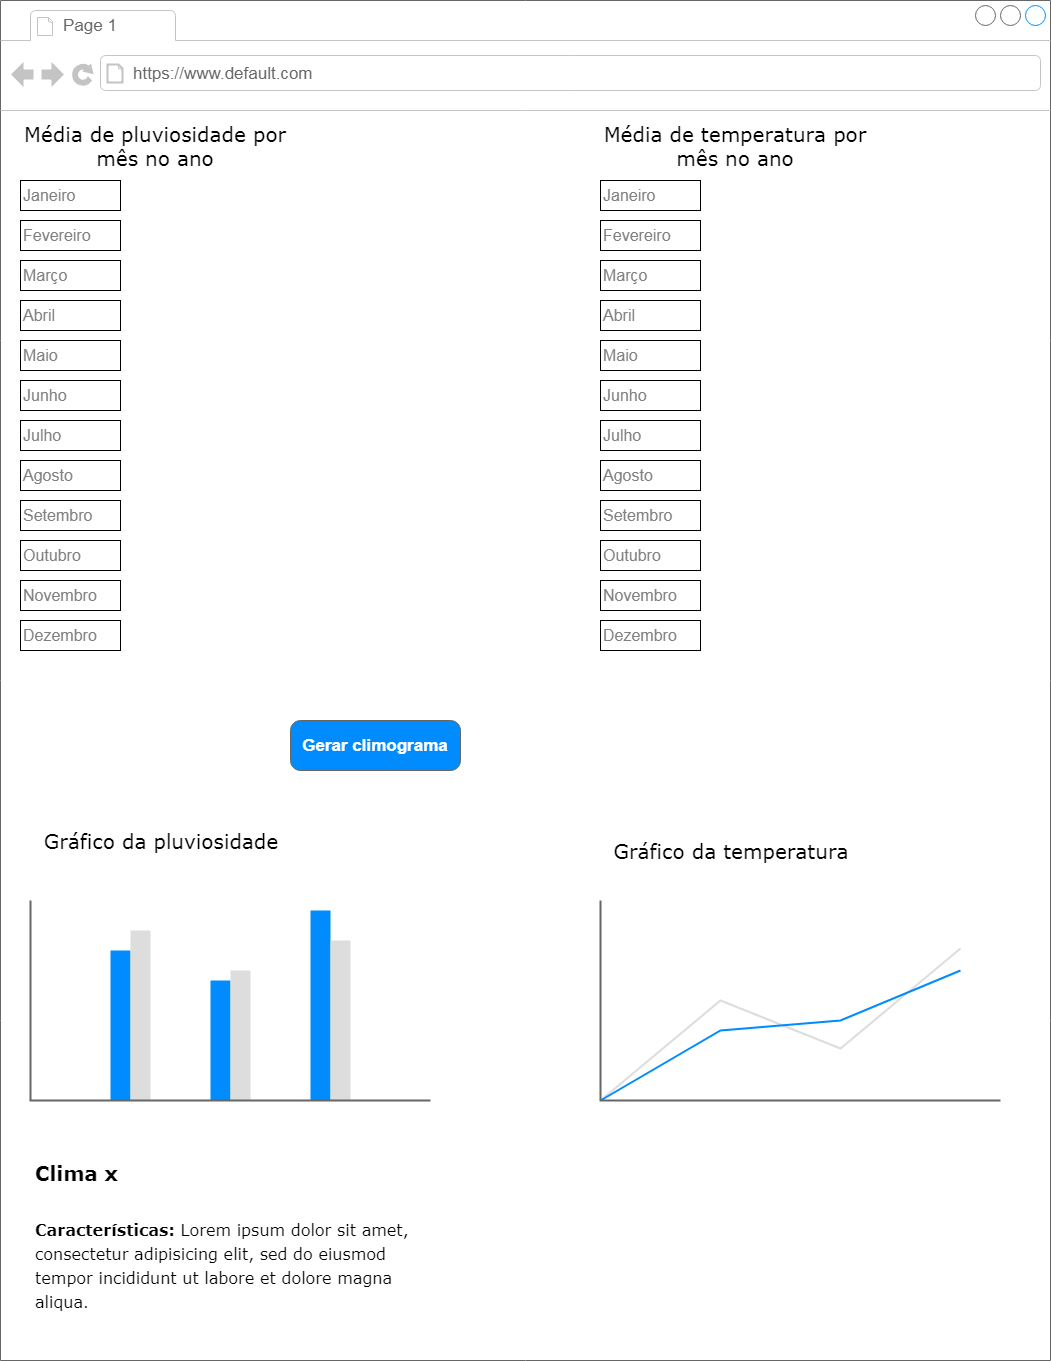 Page 1
https://www.default.com
Média de pluviosidade por
mês no ano
Janeiro
Fevereiro
Março
Abril
Maio
Junho
Julho
Agosto
Setembro
Outubro
Novembro
Dezembro
Média de temperatura por
mês no ano
Janeiro
Fevereiro
Março
Abril
Maio
Junho
Julho
Agosto
Setembro
Outubro
Novembro
Dezembro
Gerar climograma
Gráfico da pluviosidade
Gráfico da temperatura
Clima x
Características: Lorem ipsum dolor sit amet,
consectetur adipisicing elit, sed do eiusmod
tempor incididunt ut labore et dolore magna
aliqua.